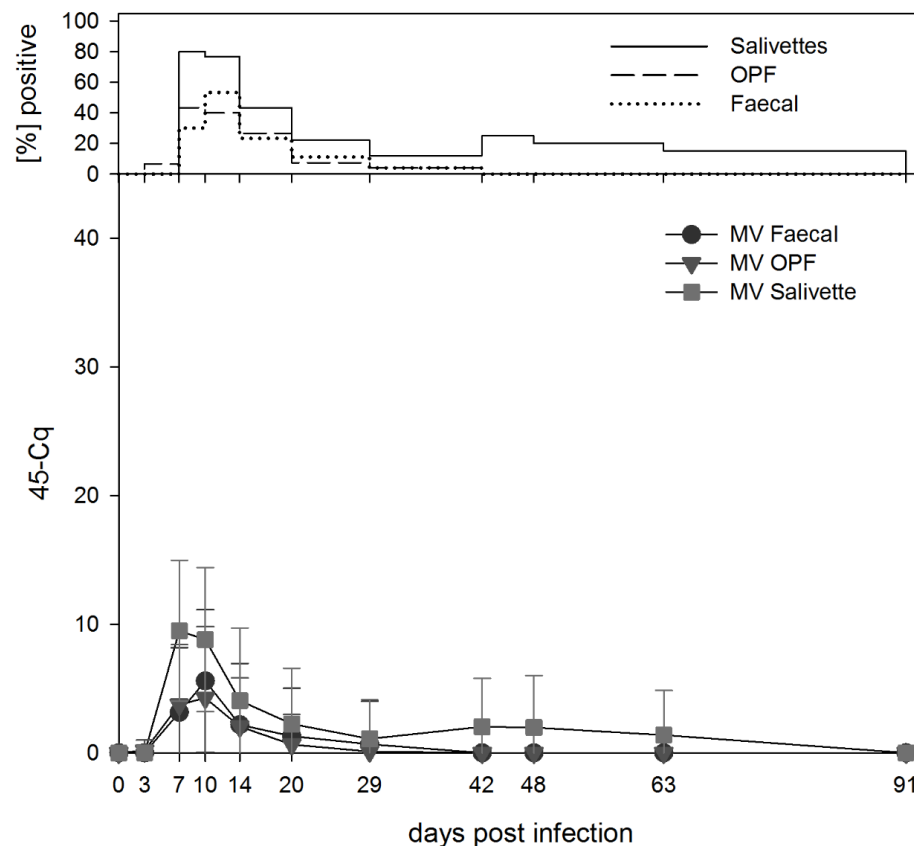 [%] positive
100
80
60
40
20
0
Salivettes
OPF
Faecal
45-Cq
40
30
20
10
0
MV Faecal
MV OPF
MV Salivette
0 3 7 10 14 20 29 42 48 63 91
days post infection